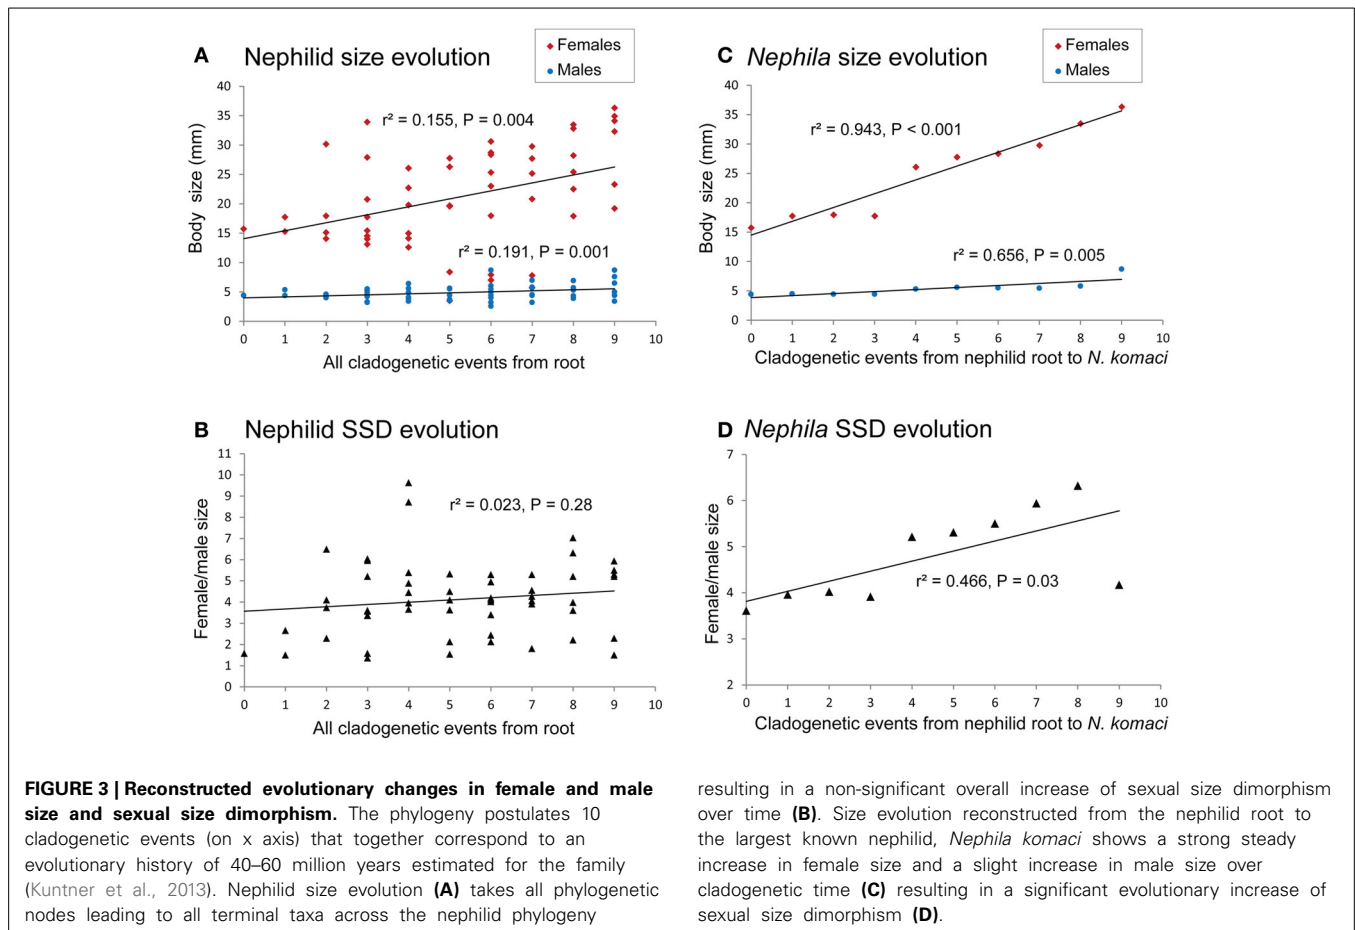 A Nephilid size evolution
Females
Males
r² = 0.155, P = 0.004
r² = 0.191, P = 0.001
Body size (mm)
40
35
30
25
20
15
10
5
0
0 1 2 3 4 5 6 7 8 9 10
All cladogenetic events from root
C Nephila size evolution
Females
Males
r² = 0.943, P < 0.001
r² = 0.656, P = 0.005
Body size (mm)
40
35
30
25
20
15
10
5
0
0 1 2 3 4 5 6 7 8 9 10
Cladogenetic events from nephilid root to N. komaci
B Nephilid SSD evolution
r² = 0.023, P = 0.28
Female/male size
11
10
9
8
7
6
5
4
3
2
1
0
0 1 2 3 4 5 6 7 8 9 10
All cladogenetic events from root
D Nephila SSD evolution
r² = 0.466, P = 0.03
Female/male size
7
6
5
4
3
2
0 1 2 3 4 5 6 7 8 9 10
Cladogenetic events from nephilid root to N. komaci
FIGURE 3 | Reconstructed evolutionary changes in female and male
size and sexual size dimorphism. The phylogeny postulates 10
cladogenetic events (on x axis) that together correspond to an
evolutionary history of 40–60 million years estimated for the family
(Kuntner et al., 2013). Nephilid size evolution (A) takes all phylogenetic
nodes leading to all terminal taxa across the nephilid phylogeny
resulting in a non-significant overall increase of sexual size dimorphism
over time (B). Size evolution reconstructed from the nephilid root to
the largest known nephilid, Nephila komaci shows a strong steady
increase in female size and a slight increase in male size over
cladogenetic time (C) resulting in a significant evolutionary increase of
sexual size dimorphism (D).